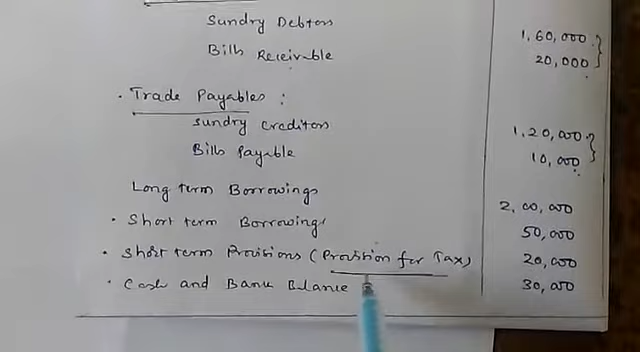 Sundry Debtors 1,60,000
Bills Receivable 20,000
. Trade Payables :
Sundry Creditors 1,20,000
Bills Payable 10,000
Long term Borrowings 2,00,000
. Short term Borrowings 50,000
. Short term Provisions (Provision for Tax) 20,000
. Cash and Bank Balance 30,000